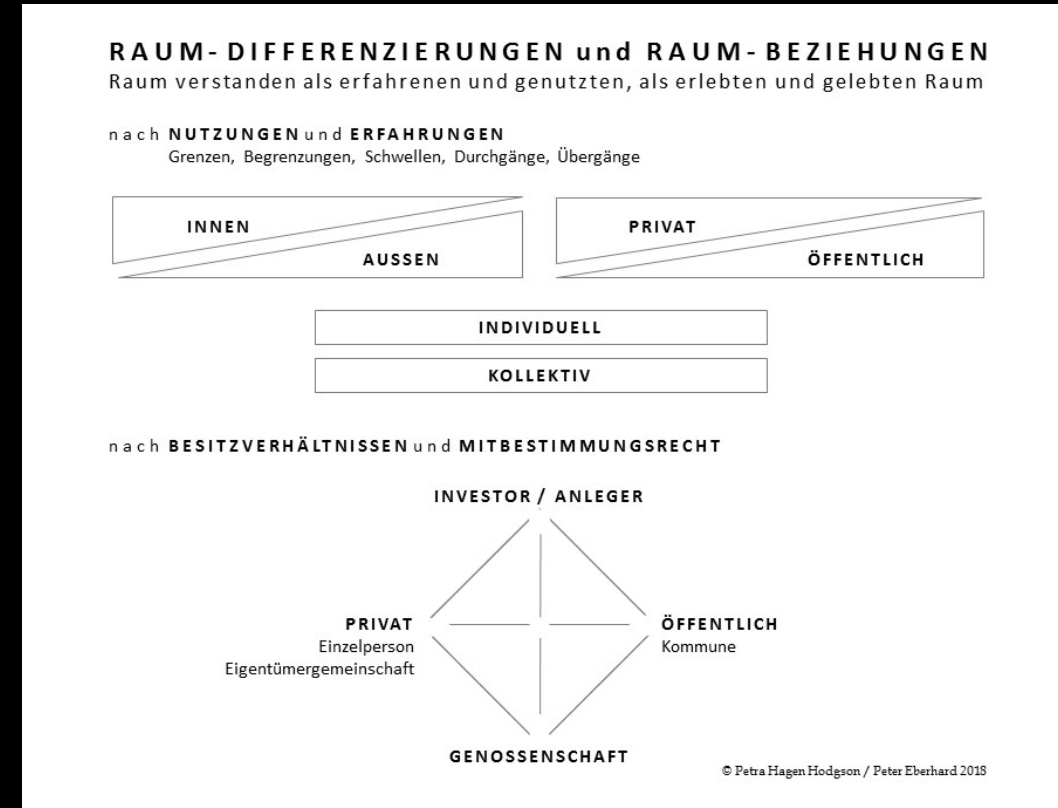 RAUM-DIFFERENZIERUNGEN und RAUM-BEZIEHUNGEN
Raum verstanden als erfahrenen und genutzten, als erlebten und gelebten Raum
nach NUTZUNGEN und ERFAHRUNGEN
Grenzen, Begrenzungen, Schwellen, Durchgänge, Übergänge
INNEN
AUSSEN
PRIVAT
ÖFFENTLICH
INDIVIDUELL
KOLLEKTIV
nach BESITZVERHÄLTNISSEN und MITBESTIMMUNGSRECHT
INVESTOR / ANLEGER
PRIVAT
Einzelperson
Eigentümergemeinschaft
ÖFFENTLICH
Kommune
GENOSSENSCHAFT
© Petra Hagen Hodgson / Peter Eberhard 2018